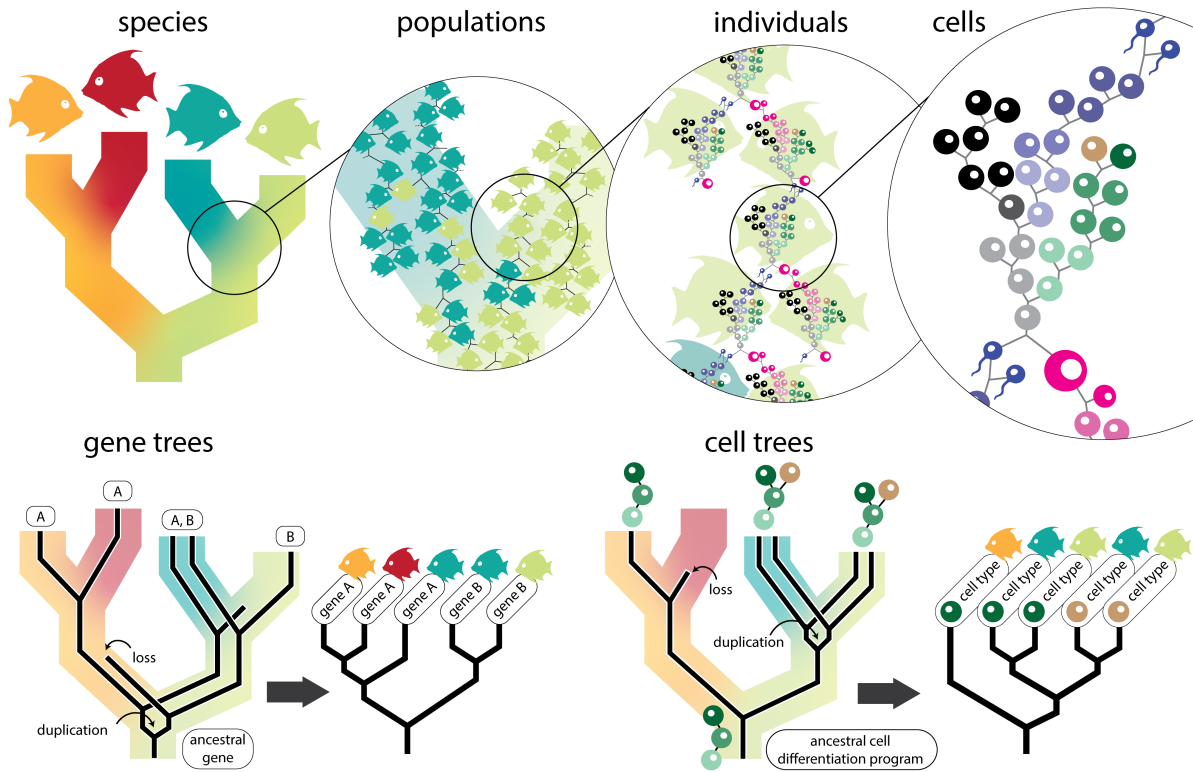 species
populations
individuals
cells
gene trees
A
A
A, B
B
loss
duplication
ancestral
gene
gene A
gene A
gene A
gene B
gene B
cell trees
loss
duplication
ancestral cell
differentiation program
cell type
cell type
cell type
cell type
cell type